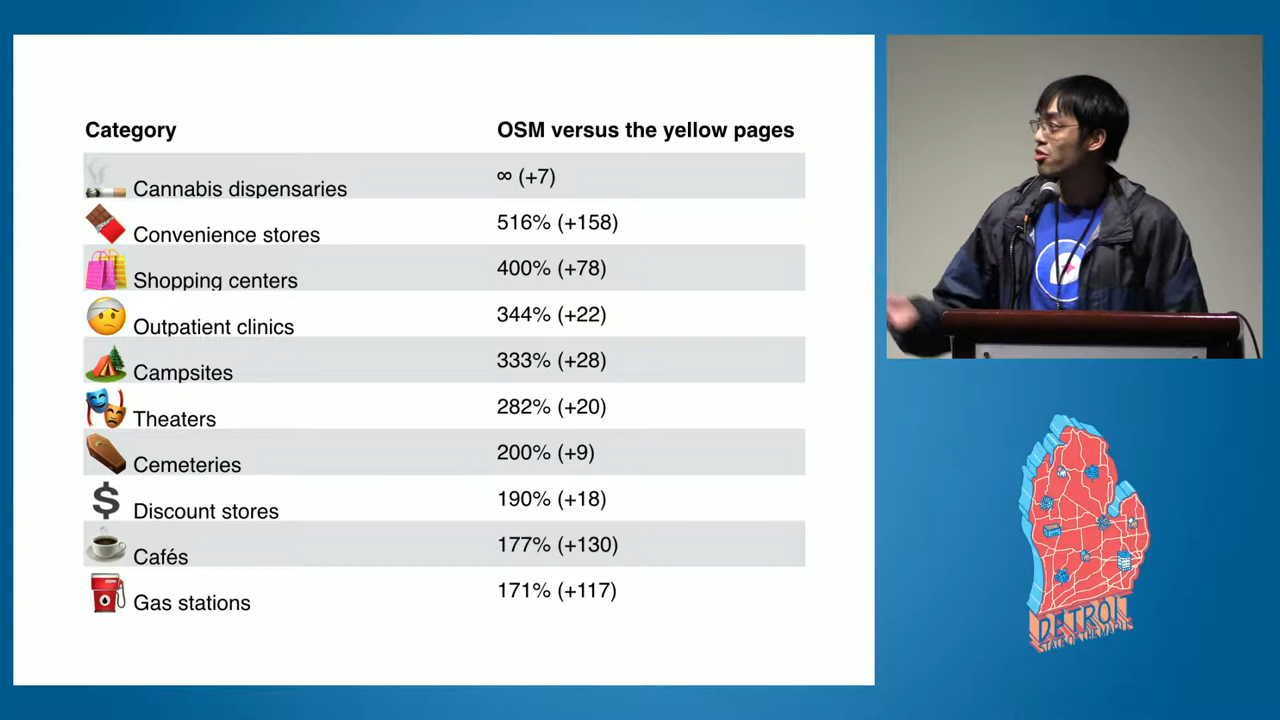 Category OSM versus the yellow pages
Cannabis dispensaries ∞ (+7)
Convenience stores 516% (+158)
Shopping centers 400% (+78)
Outpatient clinics 344% (+22)
Campsites 333% (+28)
Theaters 282% (+20)
Cemeteries 200% (+9)
$ Discount stores 190% (+18)
Cafés 177% (+130)
Gas stations 171% (+117)
DETROIT
STATE OF THE MAP US